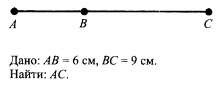 A B C
Дано: AB = 6 см, BC = 9 см.
Найти: AC.